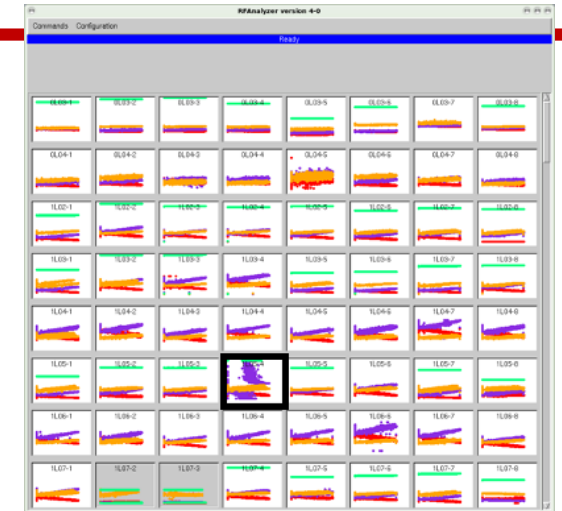 RFAnalyzer version 4-0
Commands Configuration
Ready
0L03-1 0L03-2 0L03-3 0L03-4 0L03-5 0L03-6 0L03-7 0L03-8
0L04-1 0L04-2 0L04-3 0L04-4 0L04-5 0L04-6 0L04-7 0L04-8
1L02-1 1L02-2 1L02-3 1L02-4 1L02-5 1L02-6 1L02-7 1L02-8
1L03-1 1L03-2 1L03-3 1L03-4 1L03-5 1L03-6 1L03-7 1L03-8
1L04-1 1L04-2 1L04-3 1L04-4 1L04-5 1L04-6 1L04-7 1L04-8
1L05-1 1L05-2 1L05-3 1L05-5 1L05-6 1L05-7 1L05-8
1L06-1 1L06-2 1L06-3 1L06-4 1L06-5 1L06-6 1L06-7 1L06-8
1L07-1 1L07-2 1L07-3 1L07-4 1L07-5 1L07-6 1L07-7 1L07-8